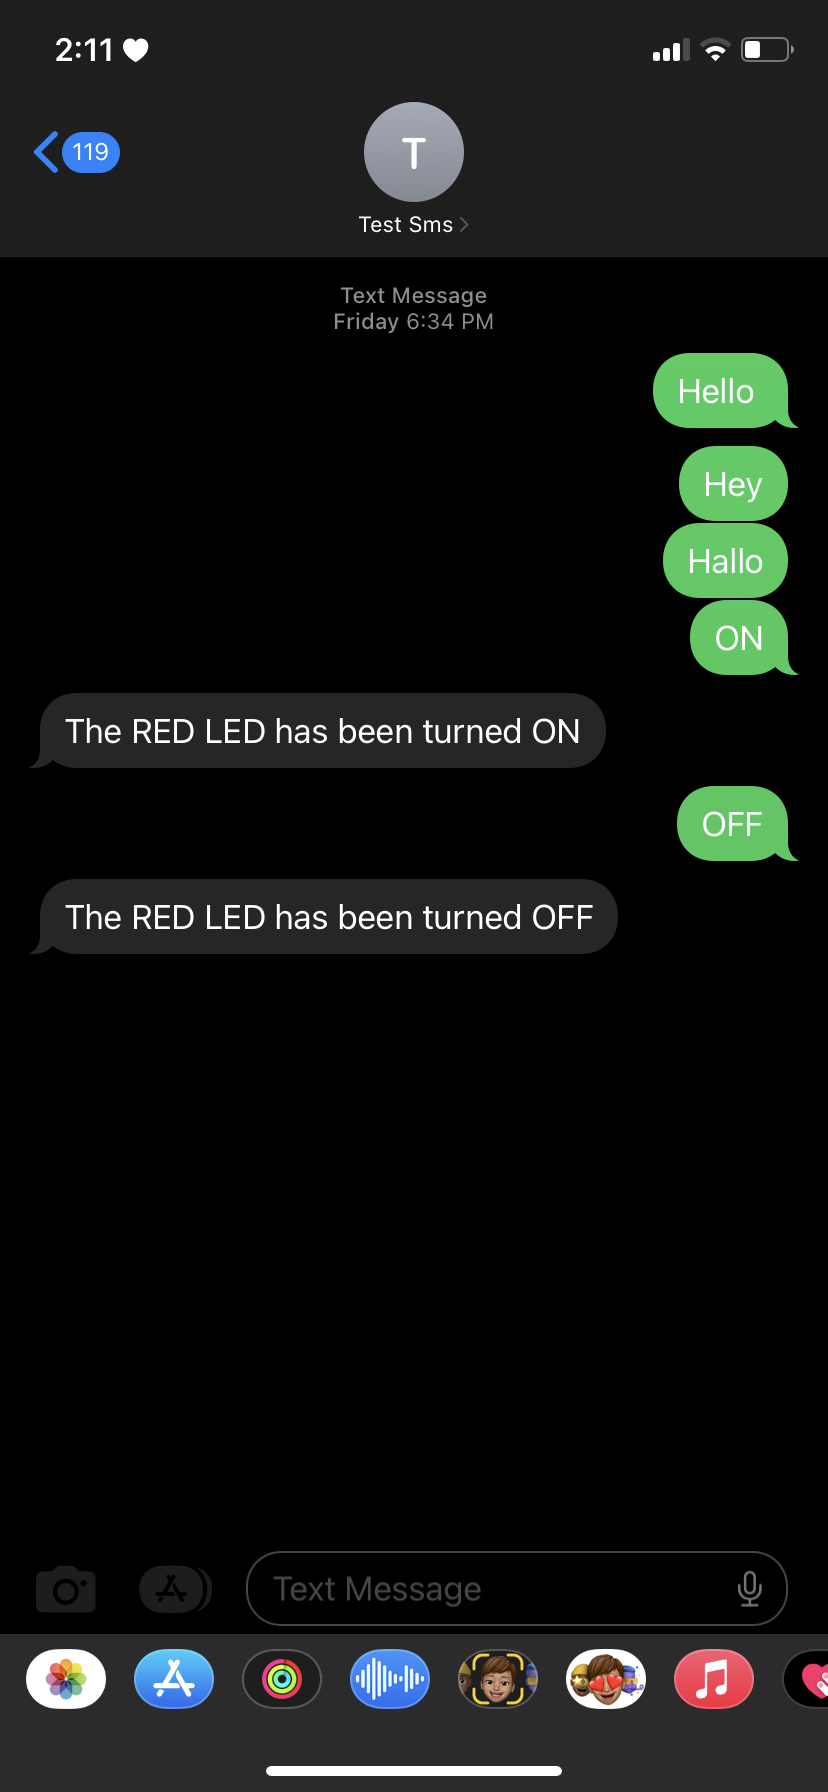 2:11
119
T
Test Sms
Text Message
Friday 6:34 PM
Hello
Hey
Hallo
ON
The RED LED has been turned ON
OFF
The RED LED has been turned OFF
Text Message